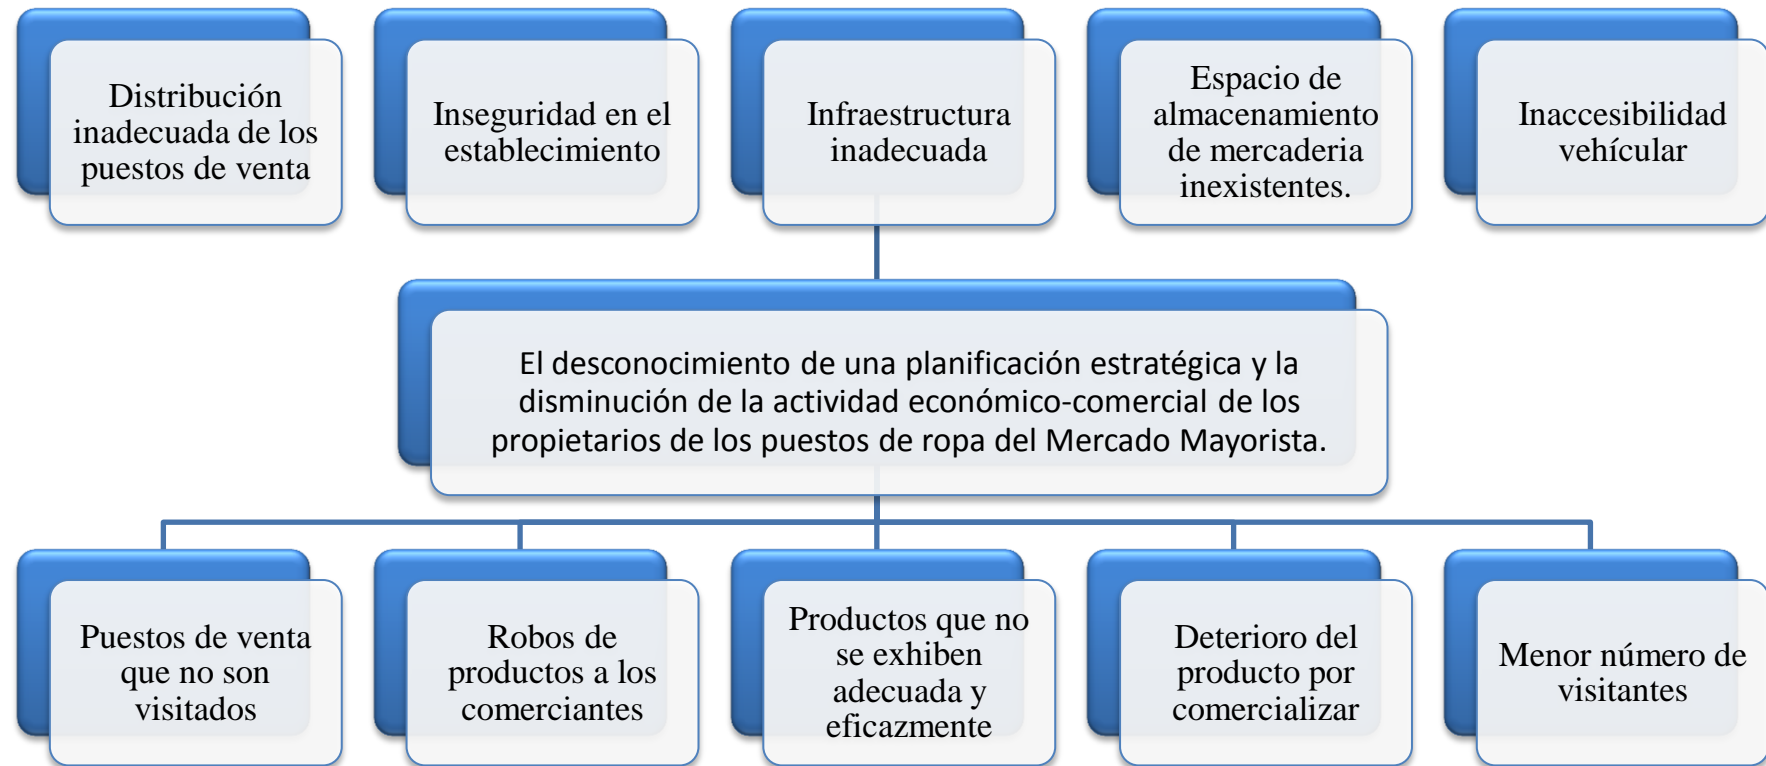 Distribución
inadecuada de los
puestos de venta
Inseguridad en el
establecimiento
Infraestructura
inadecuada
Espacio de
almacenamiento
de mercaderia
inexistentes.
Inaccesibilidad
vehícular
El desconocimiento de una planificación estratégica y la
disminución de la actividad económico-comercial de los
propietarios de los puestos de ropa del Mercado Mayorista.
Puestos de venta
que no son
visitados
Robos de
productos a los
comerciantes
Productos que no
se exhiben
adecuada y
eficazmente
Deterioro del
producto por
comercializar
Menor número de
visitantes